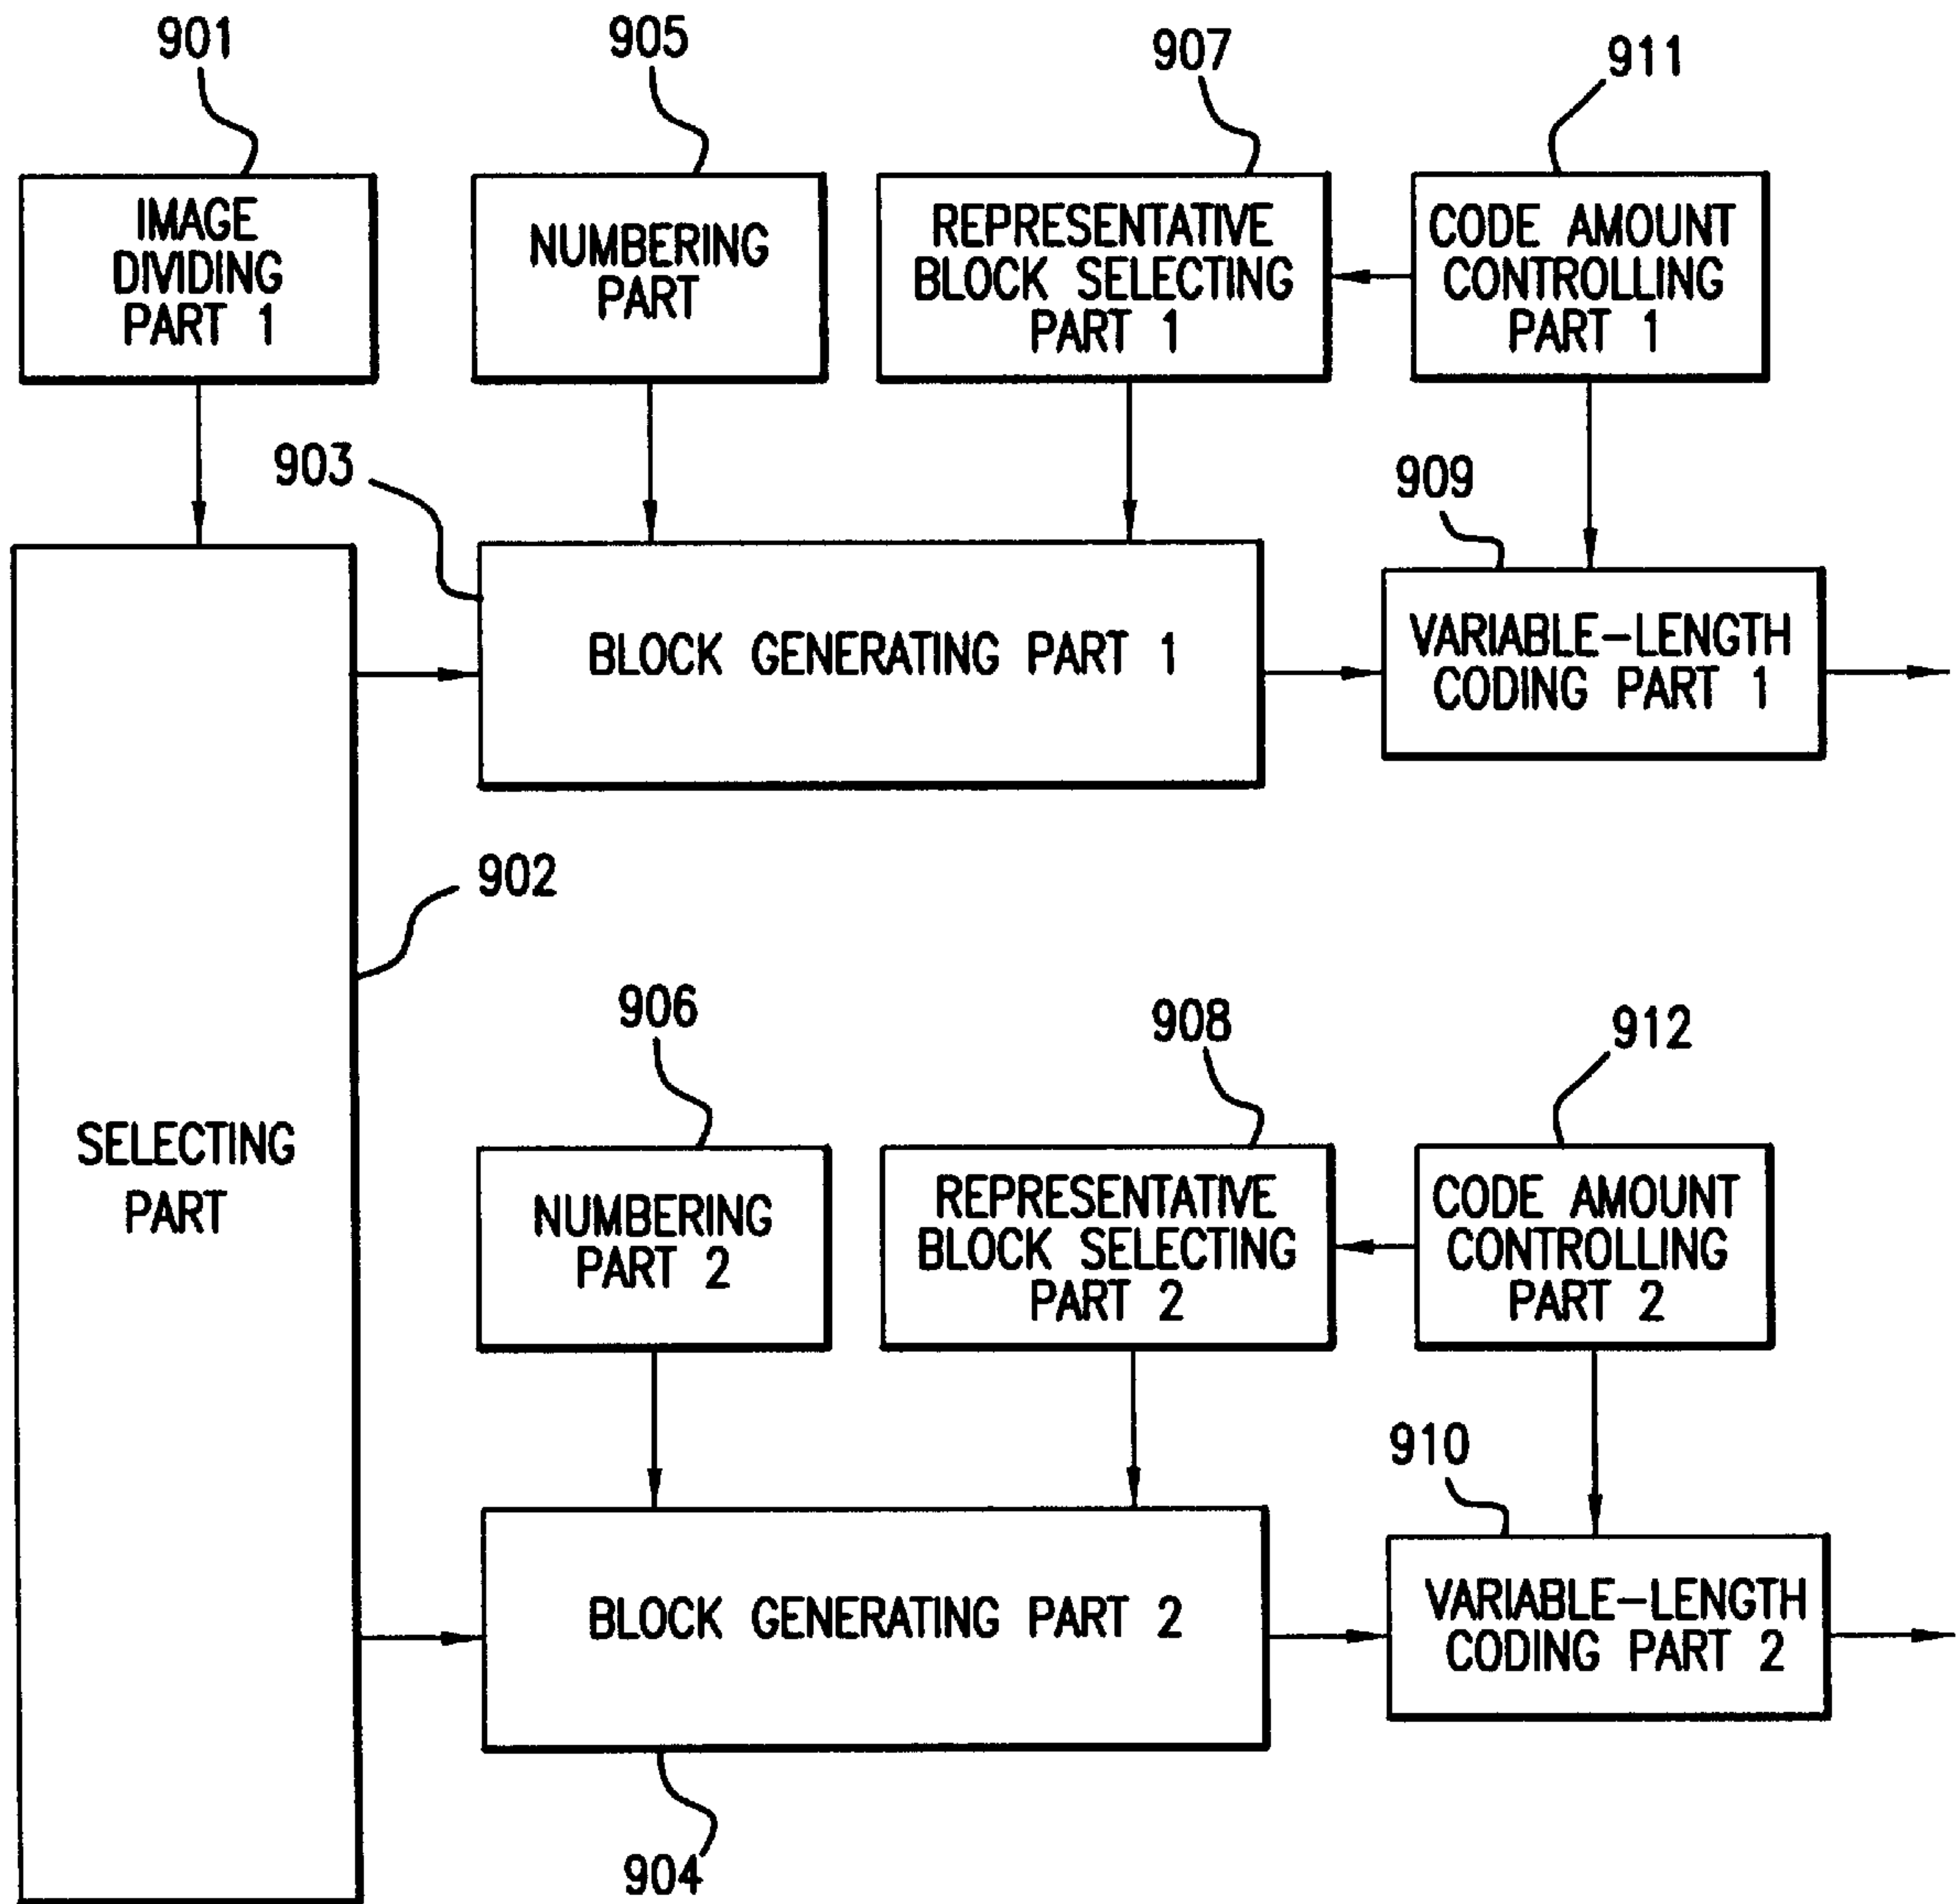 901
905
907
911
IMAGE
DIVIDING
PART 1
NUMBERING
PART
REPRESENTATIVE
BLOCK SELECTING
PART 1
CODE AMOUNT
CONTROLLING
PART 1
903
909
BLOCK GENERATING PART 1
VARIABLE-LENGTH
CODING PART 1
902
906
908
912
SELECTING
PART
NUMBERING
PART 2
REPRESENTATIVE
BLOCK SELECTING
PART 2
CODE AMOUNT
CONTROLLING
PART 2
910
BLOCK GENERATING PART 2
VARIABLE-LENGTH
CODING PART 2
904